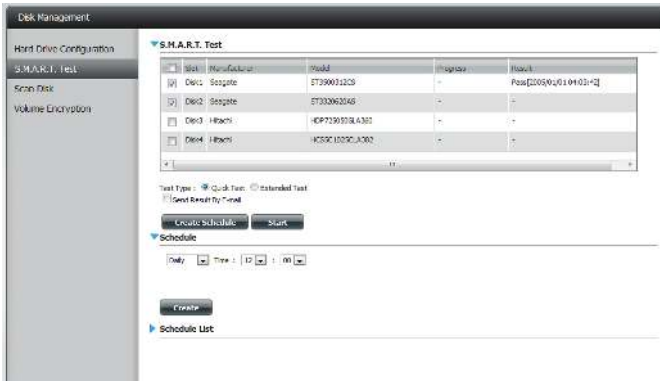 Disk Management
Hard Drive Configuration
S.M.A.R.T. Test
Scan Disk
Volume Encryption
S.M.A.R.T. Test
Slot Manufacturer Model Progress Result
Disk1 Seagate ST3500312CS - Pass[2005/01/01 04:03:42]
Disk2 Seagate ST3320620AS - -
Disk3 Hitachi - -
Disk4 Hitachi - -
Test Type : Quick Test Extended Test
Send Result By E-mail
Create Schedule Start
Schedule
Daily Time : 12 : 00
Create
Schedule List